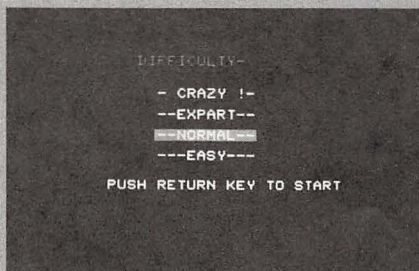 DIFFICULTY-
- CRAZY !-
--EXPART--
--NORMAL--
---EASY---
PUSH RETURN KEY TO START